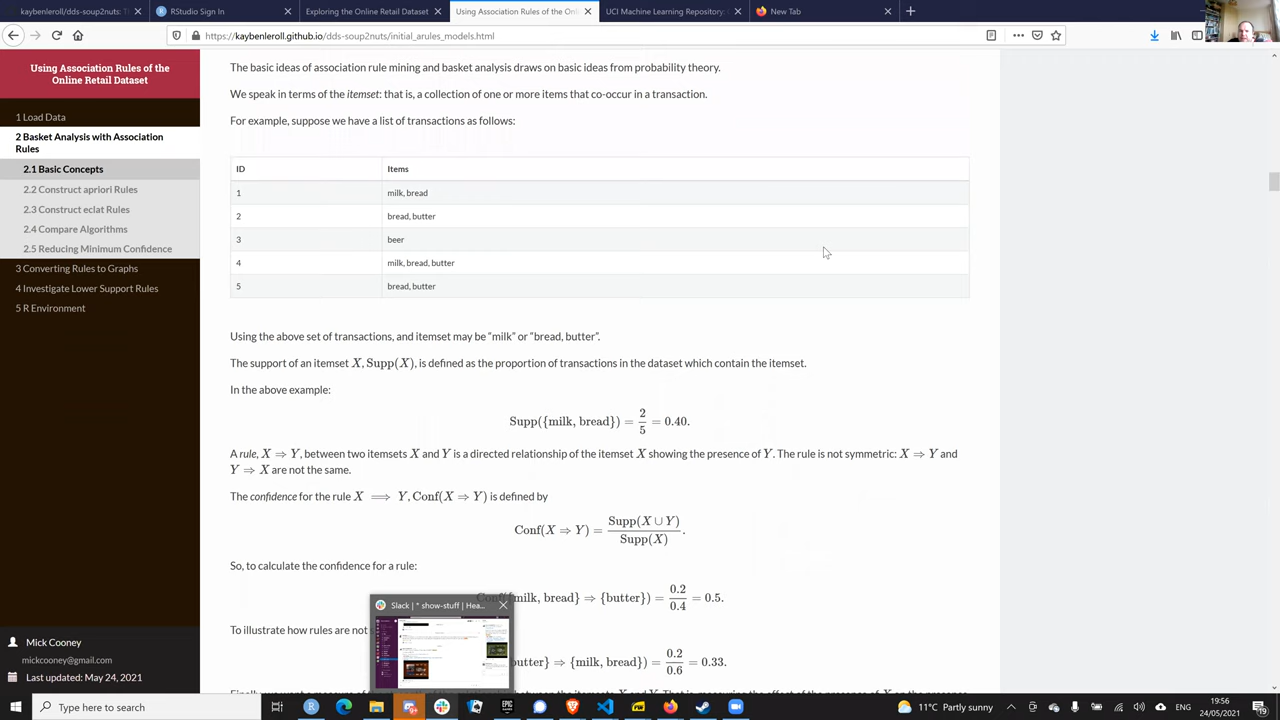 RStudio Sign In
Exploring the Online Retail Dataset
Using Association Rules of the Onl
UCI Machine Learning Repository:
New Tab
https://kaybenleroll.github.io/dds-soup2nuts/initial_arules_models.html
Using Association Rules of the
Online Retail Dataset
1 Load Data
2 Basket Analysis with Association
Rules
2.1 Basic Concepts
2.2 Construct apriori Rules
2.3 Construct eclat Rules
2.4 Compare Algorithms
2.5 Reducing Minimum Confidence
3 Converting Rules to Graphs
4 Investigate Lower Support Rules
5 R Environment
Mick Cooney
mickcooney@gmail.com
Last updated: May 24, 2021
The basic ideas of association rule mining and basket analysis draws on basic ideas from probability theory.
We speak in terms of the itemset: that is, a collection of one or more items that co-occur in a transaction.
For example, suppose we have a list of transactions as follows:
ID Items
1 milk, bread
2 bread, butter
3 beer
4 milk, bread, butter
5 bread, butter
Using the above set of transactions, and itemset may be "milk" or "bread, butter".
The support of an itemset X, Supp(X), is defined as the proportion of transactions in the dataset which contain the itemset.
In the above example:
Supp({milk, bread}) = 2/5 = 0.40.
A rule, X ⇒ Y, between two itemsets X and Y is a directed relationship of the itemset X showing the presence of Y. The rule is not symmetric: X ⇒ Y and
Y ⇒ X are not the same.
The confidence for the rule X ⟹ Y, Conf(X ⇒ Y) is defined by
Conf(X ⇒ Y) = Supp(X ∪ Y)/Supp(X).
So, to calculate the confidence for a rule:
Conf({milk, bread} ⇒ {butter}) = 0.2/0.4 = 0.5.
To illustrate how rules are not
butter} ⇒ {milk, bread}) = 0.2/0.6 = 0.33.
Slack | * show-stuff | Hea...
Type here to search
11°C Partly sunny
19:56
24/05/2021